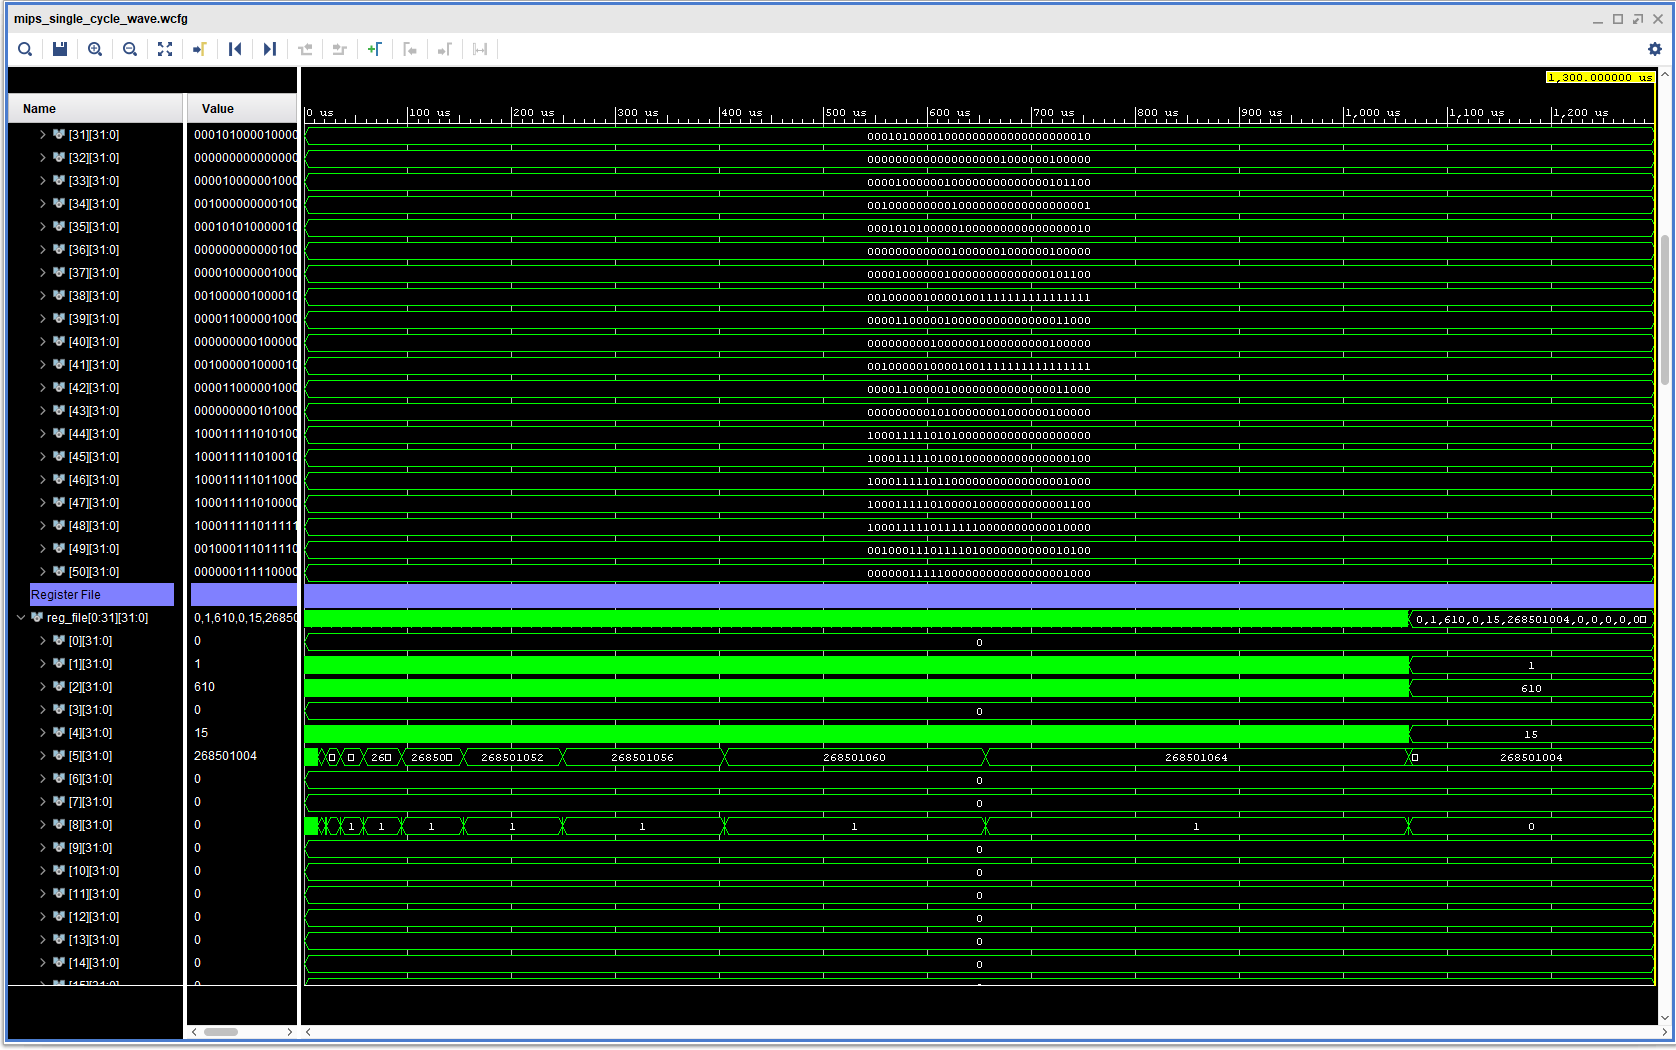 mips_single_cycle_wave.wcfg
1,300.000000 us
Name Value 0 us 100 us 200 us 300 us 400 us 500 us 600 us 700 us 800 us 900 us 1,000 us 1,100 us 1,200 us
[31][31:0] 000101000010000 00010100001000000000000000000010
[32][31:0] 000000000000000 00000000000000000001000000100000
[33][31:0] 000010000001000 00001000000100000000000000101100
[34][31:0] 001000000000100 00100000000010000000000000000001
[35][31:0] 000101010000010 00010101000001000000000000000010
[36][31:0] 000000000000100 00000000000010000001000000100000
[37][31:0] 000010000001000 00001000000100000000000000101100
[38][31:0] 001000001000010 00100000100001001111111111111111
[39][31:0] 000011000001000 00001100000100000000000000011000
[40][31:0] 000000000100000 00000000010000001000000000100000
[41][31:0] 001000001000010 00100000100001001111111111111111
[42][31:0] 000011000001000 00001100000100000000000000011000
[43][31:0] 000000000101000 00000000010100000001000000100000
[44][31:0] 100011111010100 10001111101010000000000000000000
[45][31:0] 100011111010010 10001111101001000000000000000100
[46][31:0] 100011111011000 10001111101100000000000000001000
[47][31:0] 100011111010000 10001111101000010000000000001100
[48][31:0] 100011111011111 10001111101111110000000000010000
[49][31:0] 001000111011110 00100011101111010000000000010100
[50][31:0] 000000111110000 00000011111000000000000000001000
Register File
reg_file[0:31][31:0] 0,1,610,0,15,26850 0,1,610,0,15,268501004,0,0,0,0,0
[0][31:0] 0 0
[1][31:0] 1 1
[2][31:0] 610 610
[3][31:0] 0 0
[4][31:0] 15 15
[5][31:0] 268501004 26 26850 268501052 268501056 268501060 268501064 268501004
[6][31:0] 0 0
[7][31:0] 0 0
[8][31:0] 0 1 1 1 1 1 1 1 0
[9][31:0] 0 0
[10][31:0] 0 0
[11][31:0] 0 0
[12][31:0] 0 0
[13][31:0] 0 0
[14][31:0] 0 0